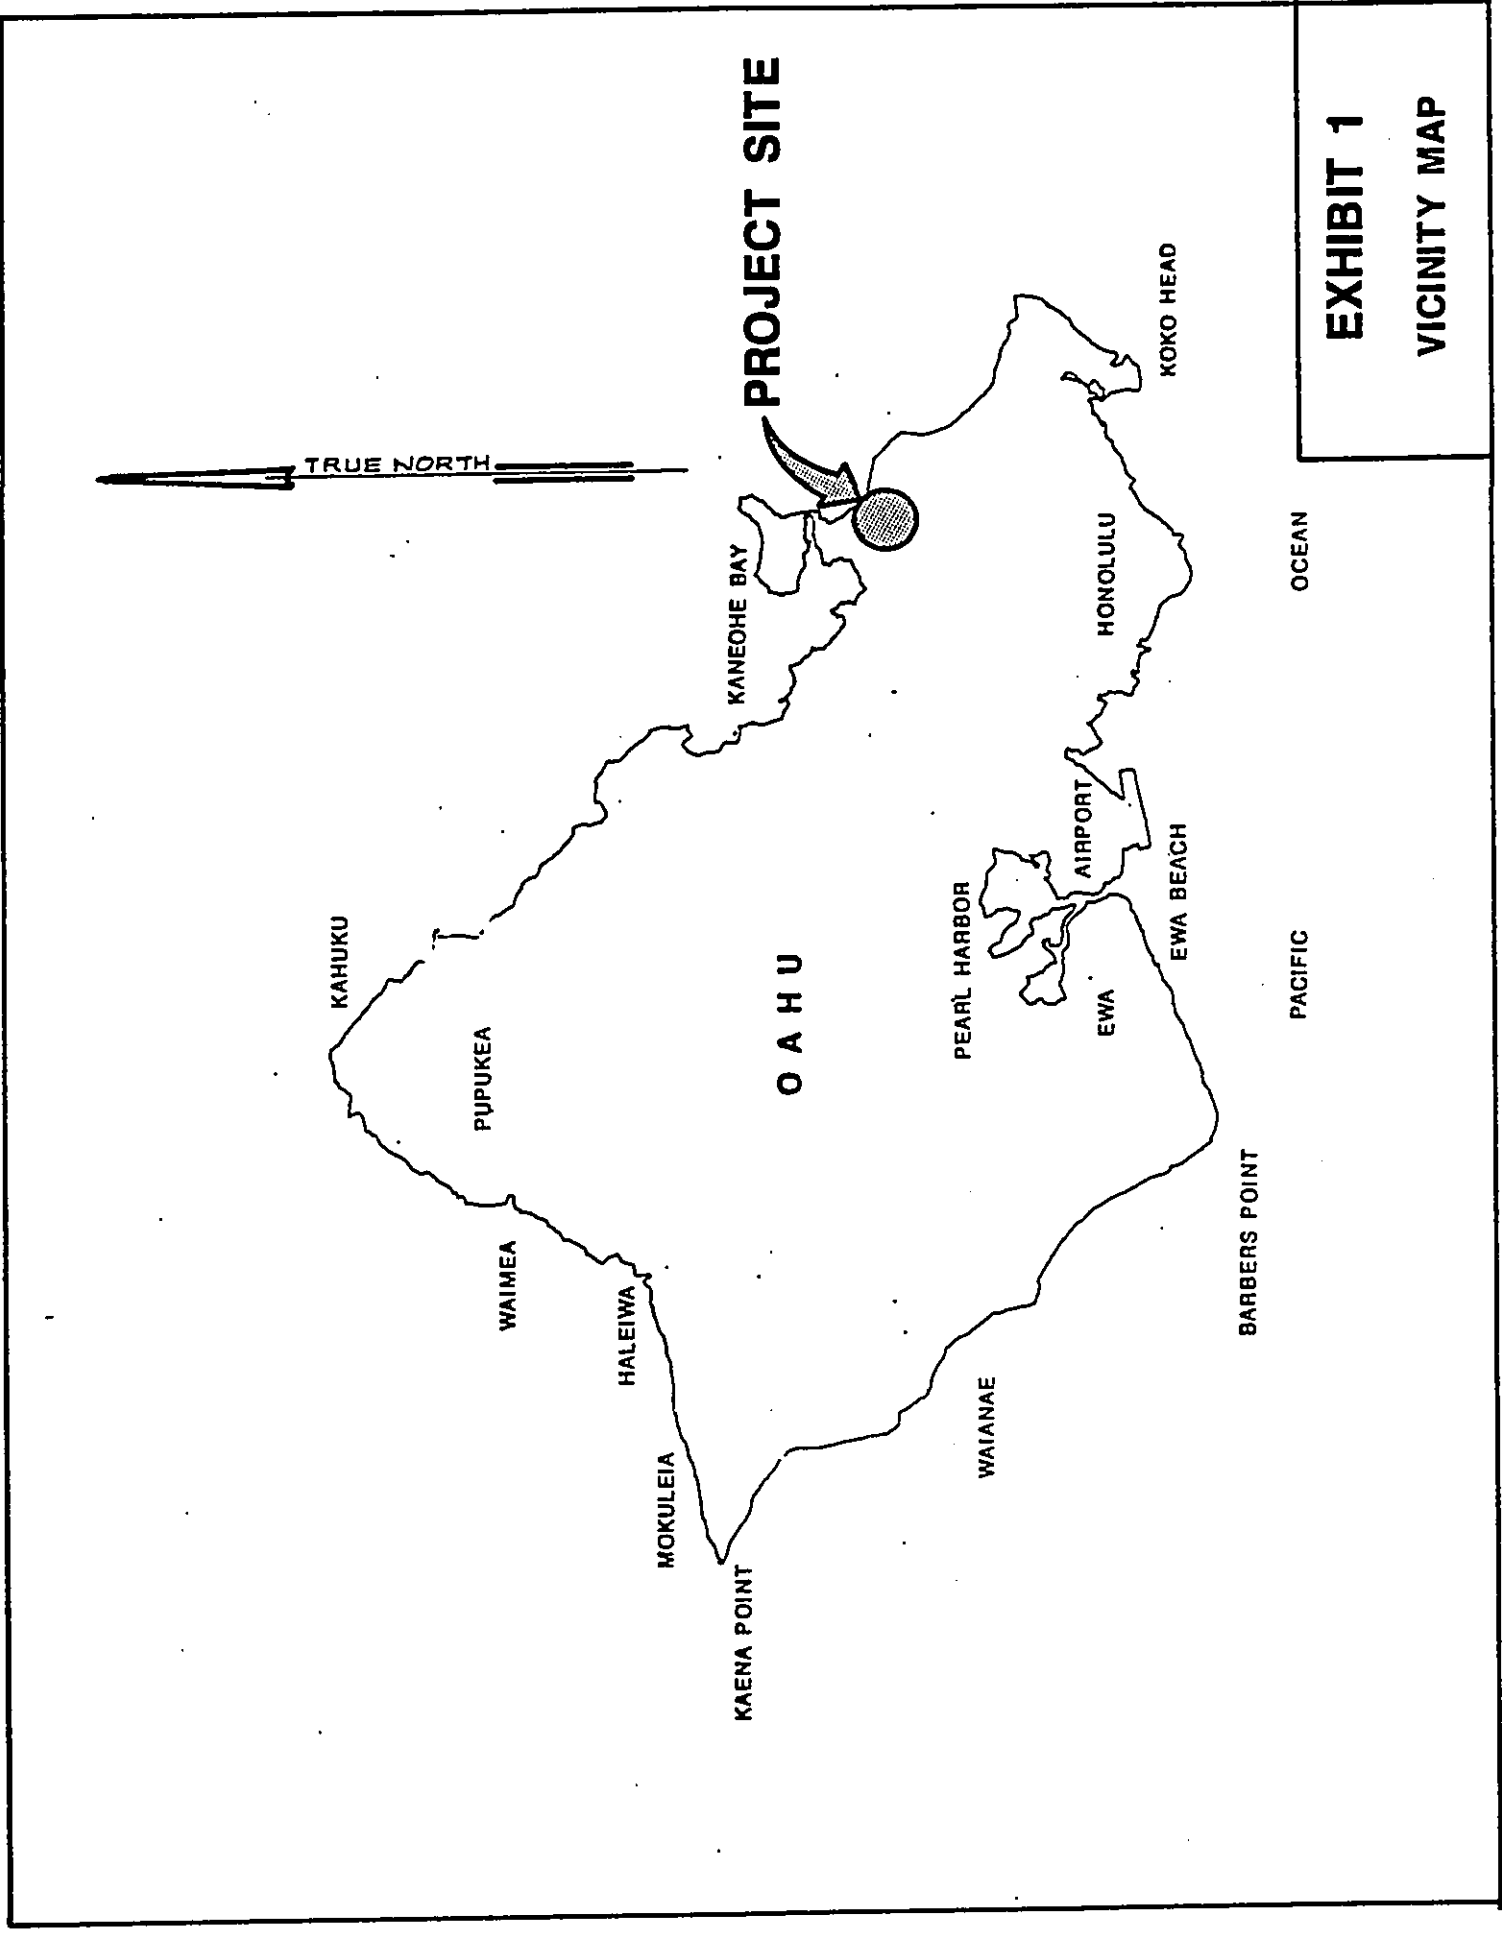 TRUE NORTH
KAHUKU
PUPUKEA
WAIMEA
HALEIWA
MOKULEIA
KAENA POINT
KANEOHE BAY
PROJECT SITE
OAHU
PEARL HARBOR
WAIANAE
AIRPORT
EWA
HONOLULU
KOKO HEAD
EWA BEACH
BARBERS POINT
PACIFIC
OCEAN
EXHIBIT 1
VICINITY MAP